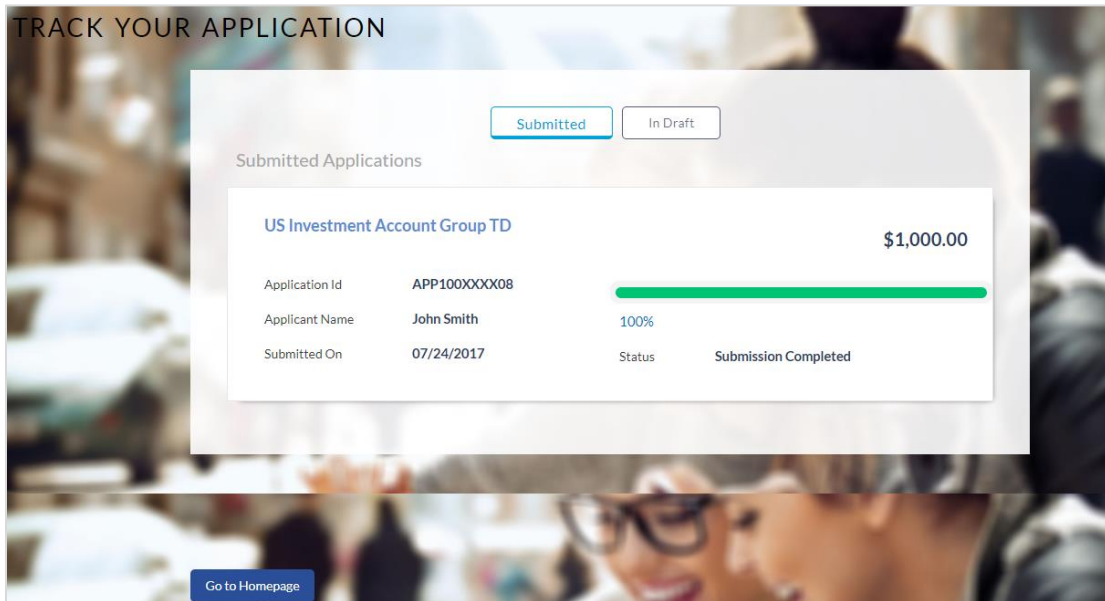 TRACK YOUR APPLICATION
Submitted
In Draft
Submitted Applications
US Investment Account Group TD
$1,000.00
Application Id APP100XXXX08
Applicant Name John Smith
100%
Submitted On 07/24/2017
Status Submission Completed
Go to Homepage